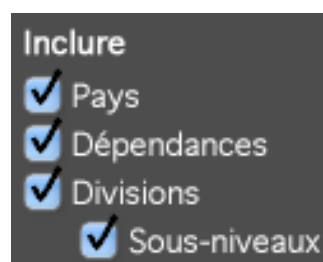 Inclure
Pays
Dépendances
Divisions
Sous-niveaux